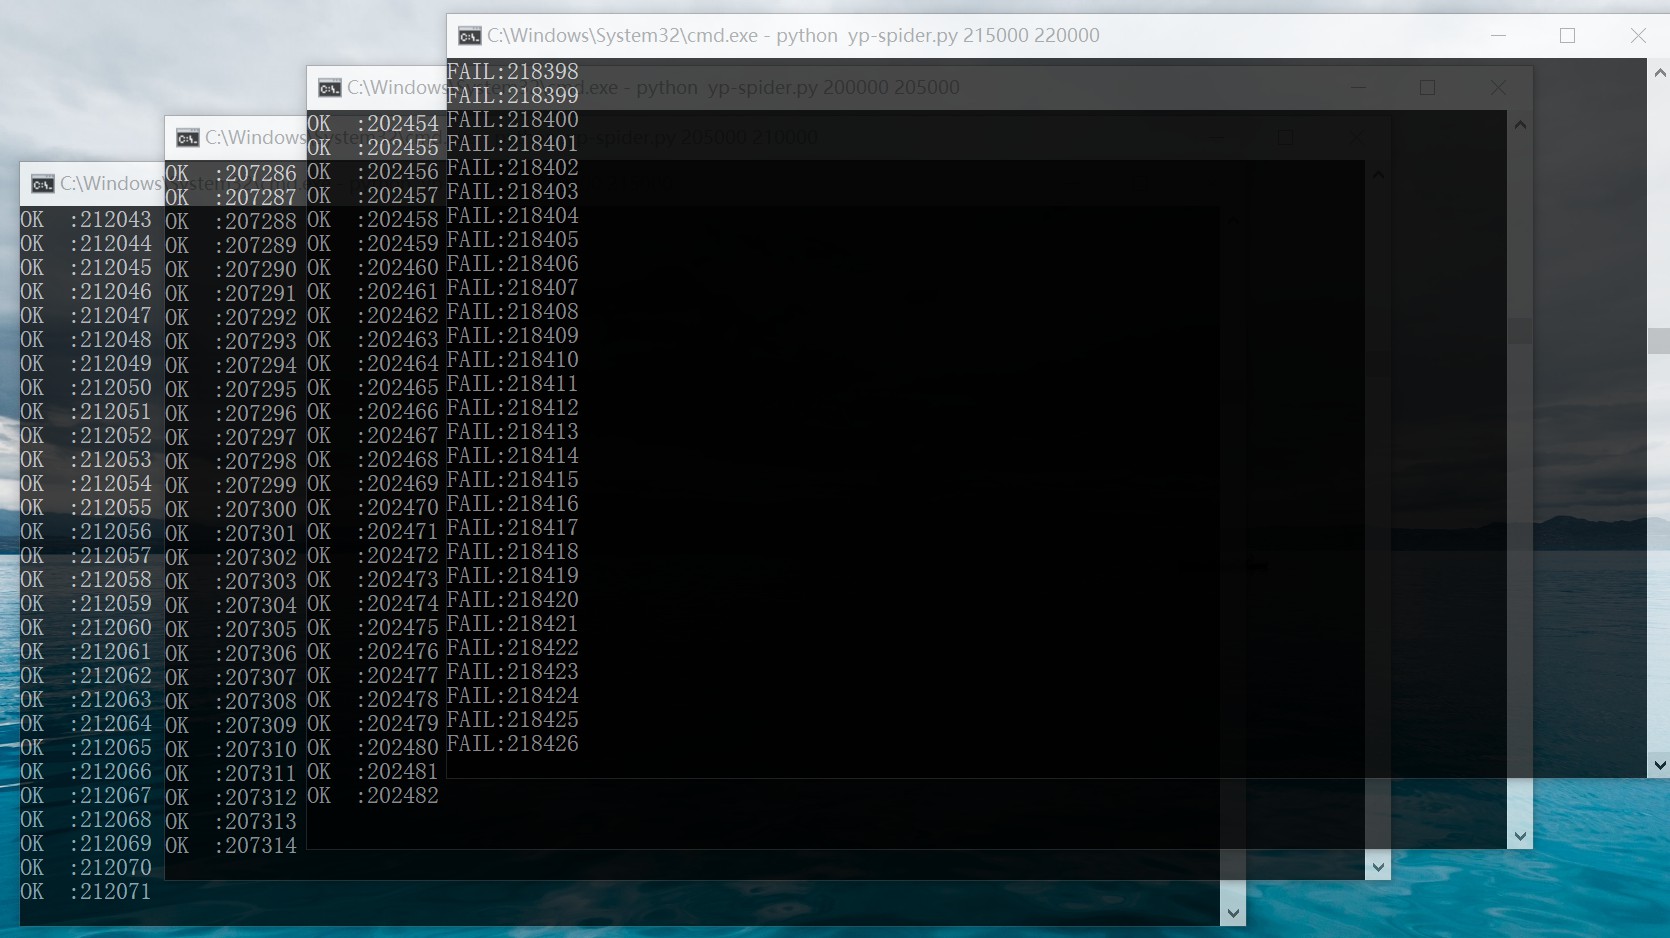 C:\Windows\System32\cmd.exe - python  yp-spider.py 215000 220000
FAIL:218398
FAIL:218399
FAIL:218400
FAIL:218401
FAIL:218402
FAIL:218403
FAIL:218404
FAIL:218405
FAIL:218406
FAIL:218407
FAIL:218408
FAIL:218409
FAIL:218410
FAIL:218411
FAIL:218412
FAIL:218413
FAIL:218414
FAIL:218415
FAIL:218416
FAIL:218417
FAIL:218418
FAIL:218419
FAIL:218420
FAIL:218421
FAIL:218422
FAIL:218423
FAIL:218424
FAIL:218425
FAIL:218426
C:\Windows .exe - python  yp-spider.py 200000 205000
OK  :202454
OK  :202455
OK  :202456
OK  :202457
OK  :202458
OK  :202459
OK  :202460
OK  :202461
OK  :202462
OK  :202463
OK  :202464
OK  :202465
OK  :202466
OK  :202467
OK  :202468
OK  :202469
OK  :202470
OK  :202471
OK  :202472
OK  :202473
OK  :202474
OK  :202475
OK  :202476
OK  :202477
OK  :202478
OK  :202479
OK  :202480
OK  :202481
OK  :202482
C:\Windows\System32\cmd yp-spider.py 205000 210000
OK  :207286
OK  :207287
OK  :207288
OK  :207289
OK  :207290
OK  :207291
OK  :207292
OK  :207293
OK  :207294
OK  :207295
OK  :207296
OK  :207297
OK  :207298
OK  :207299
OK  :207300
OK  :207301
OK  :207302
OK  :207303
OK  :207304
OK  :207305
OK  :207306
OK  :207307
OK  :207308
OK  :207309
OK  :207310
OK  :207311
OK  :207312
OK  :207313
OK  :207314
C:\Windows\System32\cmd.e
OK  :212043
OK  :212044
OK  :212045
OK  :212046
OK  :212047
OK  :212048
OK  :212049
OK  :212050
OK  :212051
OK  :212052
OK  :212053
OK  :212054
OK  :212055
OK  :212056
OK  :212057
OK  :212058
OK  :212059
OK  :212060
OK  :212061
OK  :212062
OK  :212063
OK  :212064
OK  :212065
OK  :212066
OK  :212067
OK  :212068
OK  :212069
OK  :212070
OK  :212071